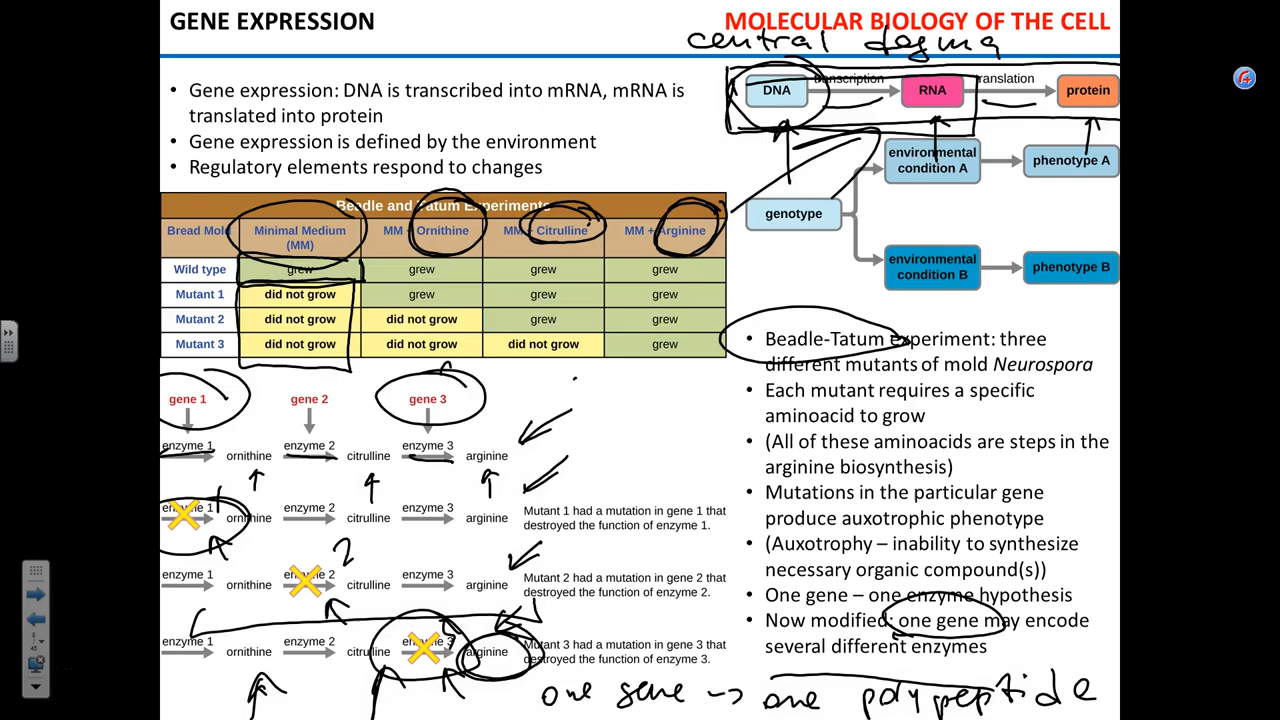 GENE EXPRESSION
MOLECULAR BIOLOGY OF THE CELL
central dogma
• Gene expression: DNA is transcribed into mRNA, mRNA is
translated into protein
• Gene expression is defined by the environment
• Regulatory elements respond to changes
DNA transcription RNA translation protein
genotype
environmental
condition A
phenotype A
environmental
condition B
phenotype B
Beadle and Tatum Experiments
Bread Mold Minimal Medium (MM) MM + Ornithine MM + Citrulline MM + Arginine
Wild type grew grew grew grew
Mutant 1 did not grow grew grew grew
Mutant 2 did not grow did not grow grew grew
Mutant 3 did not grow did not grow did not grow grew
gene 1 gene 2 gene 3
enzyme 1 ornithine enzyme 2 citrulline enzyme 3 arginine
enzyme 1 ornithine enzyme 2 citrulline enzyme 3 arginine
Mutant 1 had a mutation in gene 1 that
destroyed the function of enzyme 1.
1
2
enzyme 1 ornithine enzyme 2 citrulline enzyme 3 arginine
Mutant 2 had a mutation in gene 2 that
destroyed the function of enzyme 2.
enzyme 1 ornithine enzyme 2 citrulline enzyme 3 arginine
Mutant 3 had a mutation in gene 3 that
destroyed the function of enzyme 3.
3
• Beadle-Tatum experiment: three
different mutants of mold Neurospora
• Each mutant requires a specific
aminoacid to grow
• (All of these aminoacids are steps in the
arginine biosynthesis)
• Mutations in the particular gene
produce auxotrophic phenotype
• (Auxotrophy – inability to synthesize
necessary organic compound(s))
• One gene – one enzyme hypothesis
• Now modified: one gene may encode
several different enzymes
one gene → one polypeptide